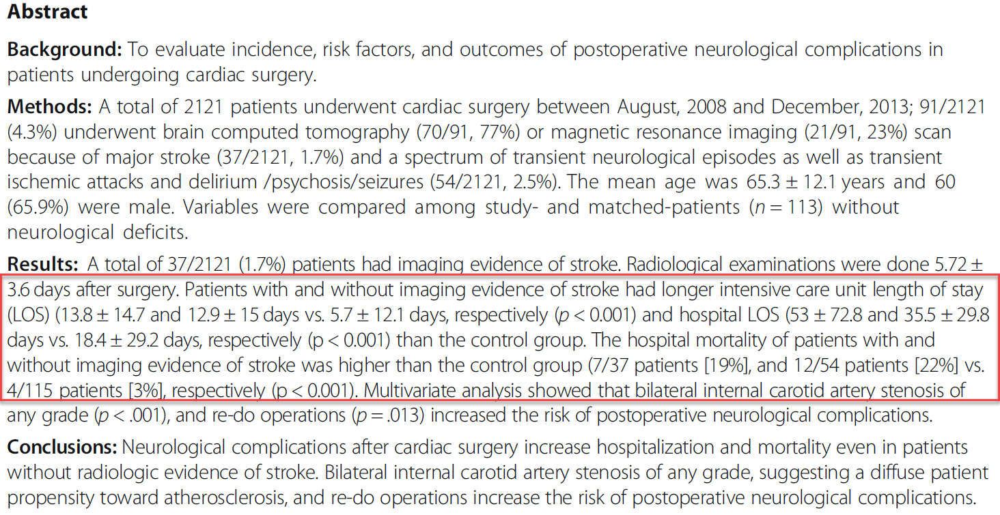 Abstract
Background: To evaluate incidence, risk factors, and outcomes of postoperative neurological complications in
patients undergoing cardiac surgery.
Methods: A total of 2121 patients underwent cardiac surgery between August, 2008 and December, 2013; 91/2121
(4.3%) underwent brain computed tomography (70/91, 77%) or magnetic resonance imaging (21/91, 23%) scan
because of major stroke (37/2121, 1.7%) and a spectrum of transient neurological episodes as well as transient
ischemic attacks and delirium /psychosis/seizures (54/2121, 2.5%). The mean age was 65.3 ± 12.1 years and 60
(65.9%) were male. Variables were compared among study- and matched-patients (n = 113) without
neurological deficits.
Results: A total of 37/2121 (1.7%) patients had imaging evidence of stroke. Radiological examinations were done 5.72 ±
3.6 days after surgery. Patients with and without imaging evidence of stroke had longer intensive care unit length of stay
(LOS) (13.8 ± 14.7 and 12.9 ± 15 days vs. 5.7 ± 12.1 days, respectively (p < 0.001) and hospital LOS (53 ± 72.8 and 35.5 ± 29.8
days vs. 18.4 ± 29.2 days, respectively (p < 0.001) than the control group. The hospital mortality of patients with and
without imaging evidence of stroke was higher than the control group (7/37 patients [19%], and 12/54 patients [22%] vs.
4/115 patients [3%], respectively (p < 0.001). Multivariate analysis showed that bilateral internal carotid artery stenosis of
any grade (p < .001), and re-do operations (p = .013) increased the risk of postoperative neurological complications.
Conclusions: Neurological complications after cardiac surgery increase hospitalization and mortality even in patients
without radiologic evidence of stroke. Bilateral internal carotid artery stenosis of any grade, suggesting a diffuse patient
propensity toward atherosclerosis, and re-do operations increase the risk of postoperative neurological complications.